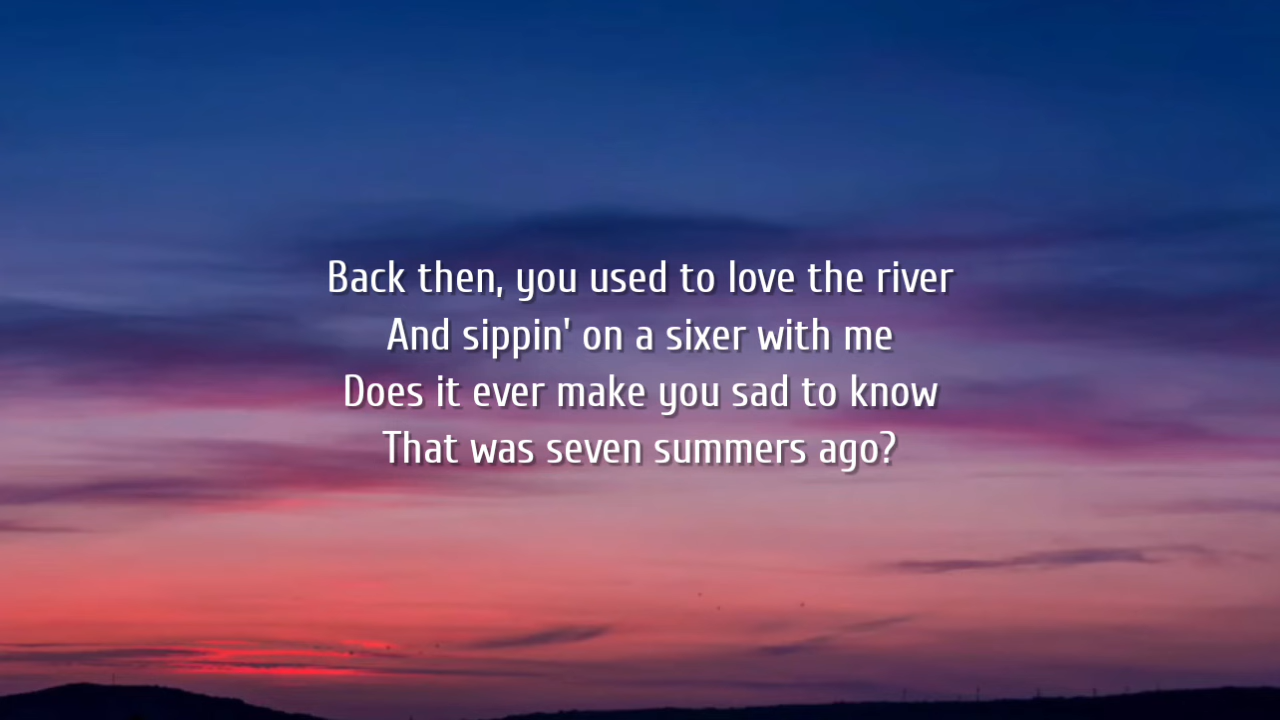 Back then, you used to love the river
And sippin' on a sixer with me
Does it ever make you sad to know
That was seven summers ago?